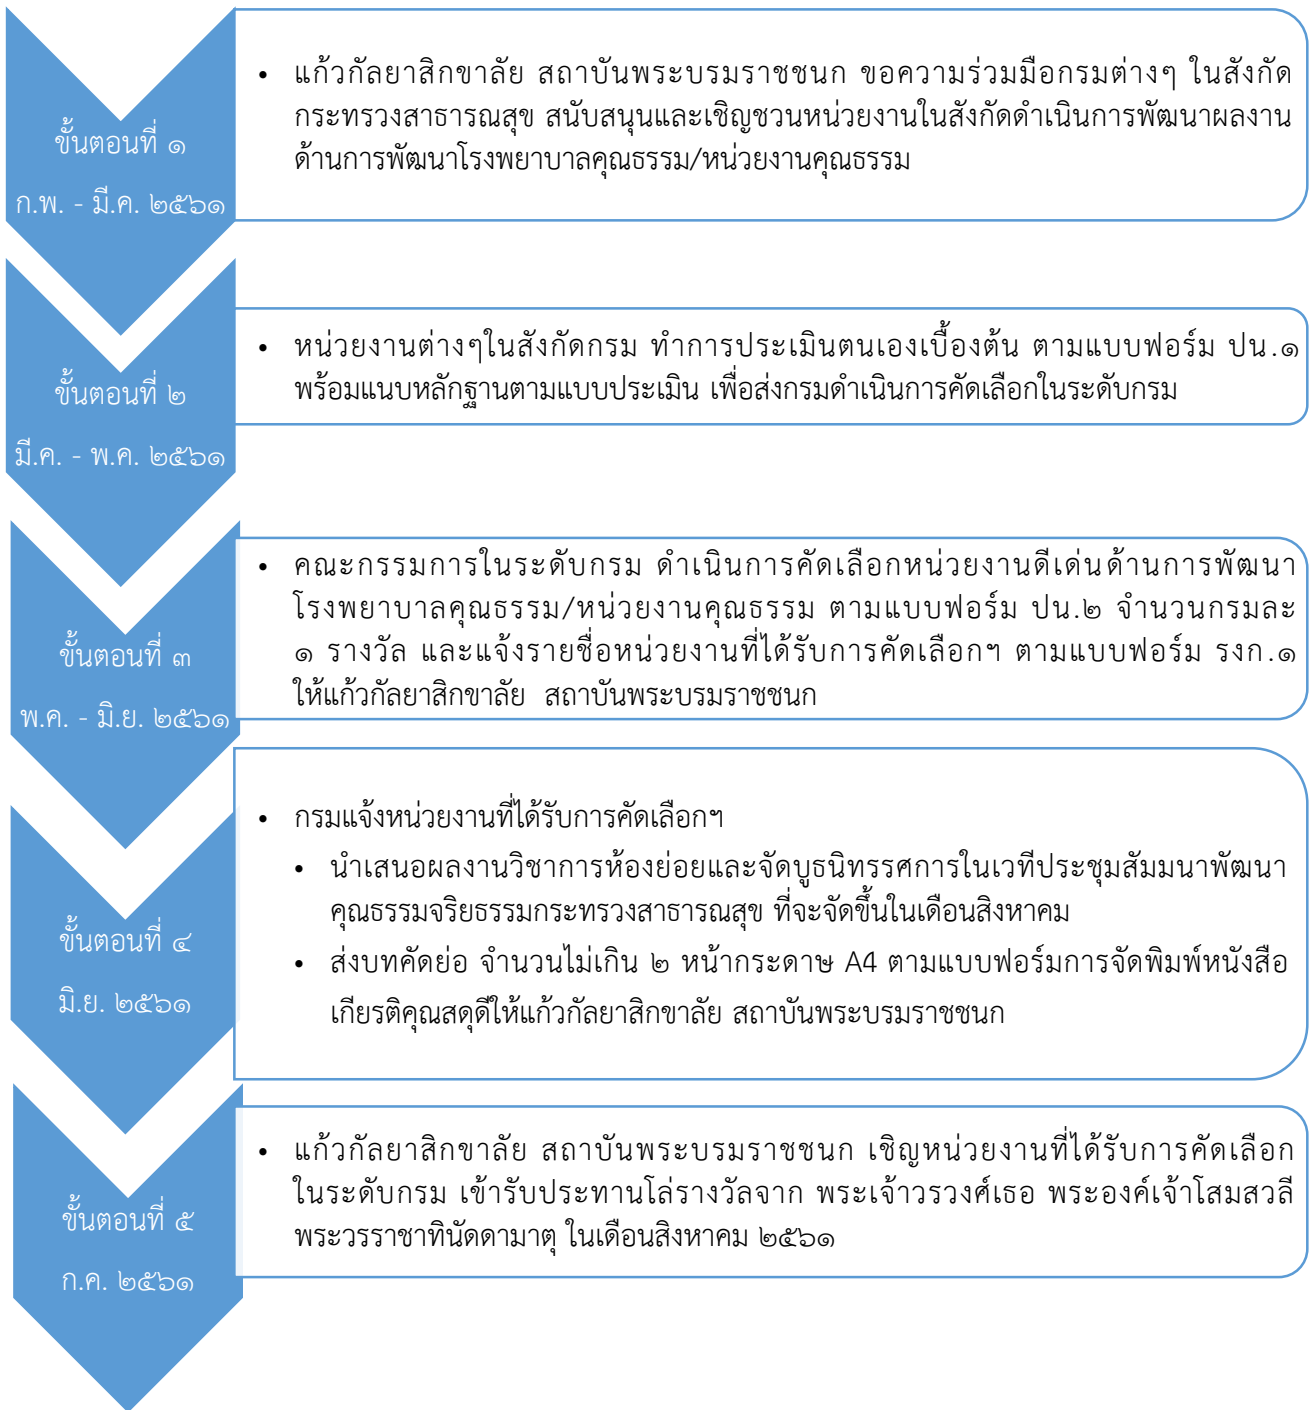 ขั้นตอนที่ ๑
ก.พ. - มี.ค. ๒๕๖๑
• แก้วกัลยาสิกขาลัย สถาบันพระบรมราชชนก ขอความร่วมมือกรมต่างๆ ในสังกัด
กระทรวงสาธารณสุข สนับสนุนและเชิญชวนหน่วยงานในสังกัดดำเนินการพัฒนาผลงาน
ด้านการพัฒนาโรงพยาบาลคุณธรรม/หน่วยงานคุณธรรม
ขั้นตอนที่ ๒
มี.ค. - พ.ค. ๒๕๖๑
• หน่วยงานต่างๆในสังกัดกรม ทำการประเมินตนเองเบื้องต้น ตามแบบฟอร์ม ปน.๑
พร้อมแนบหลักฐานตามแบบประเมิน เพื่อส่งกรมดำเนินการคัดเลือกในระดับกรม
ขั้นตอนที่ ๓
พ.ค. - มิ.ย. ๒๕๖๑
• คณะกรรมการในระดับกรม ดำเนินการคัดเลือกหน่วยงานดีเด่นด้านการพัฒนา
โรงพยาบาลคุณธรรม/หน่วยงานคุณธรรม ตามแบบฟอร์ม ปน.๒ จำนวนกรมละ
๑ รางวัล และแจ้งรายชื่อหน่วยงานที่ได้รับการคัดเลือกฯ ตามแบบฟอร์ม รงก.๑
ให้แก้วกัลยาสิกขาลัย สถาบันพระบรมราชชนก
ขั้นตอนที่ ๔
มิ.ย. ๒๕๖๑
• กรมแจ้งหน่วยงานที่ได้รับการคัดเลือกฯ
• นำเสนอผลงานวิชาการห้องย่อยและจัดบูธนิทรรศการในเวทีประชุมสัมมนาพัฒนา
คุณธรรมจริยธรรมกระทรวงสาธารณสุข ที่จะจัดขึ้นในเดือนสิงหาคม
• ส่งบทคัดย่อ จำนวนไม่เกิน ๒ หน้ากระดาษ A4 ตามแบบฟอร์มการจัดพิมพ์หนังสือ
เกียรติคุณสดุดีให้แก้วกัลยาสิกขาลัย สถาบันพระบรมราชชนก
ขั้นตอนที่ ๕
ก.ค. ๒๕๖๑
• แก้วกัลยาสิกขาลัย สถาบันพระบรมราชชนก เชิญหน่วยงานที่ได้รับการคัดเลือก
ในระดับกรม เข้ารับประทานโล่รางวัลจาก พระเจ้าวรวงศ์เธอ พระองค์เจ้าโสมสวลี
พระวรราชาทินัดดามาตุ ในเดือนสิงหาคม ๒๕๖๑